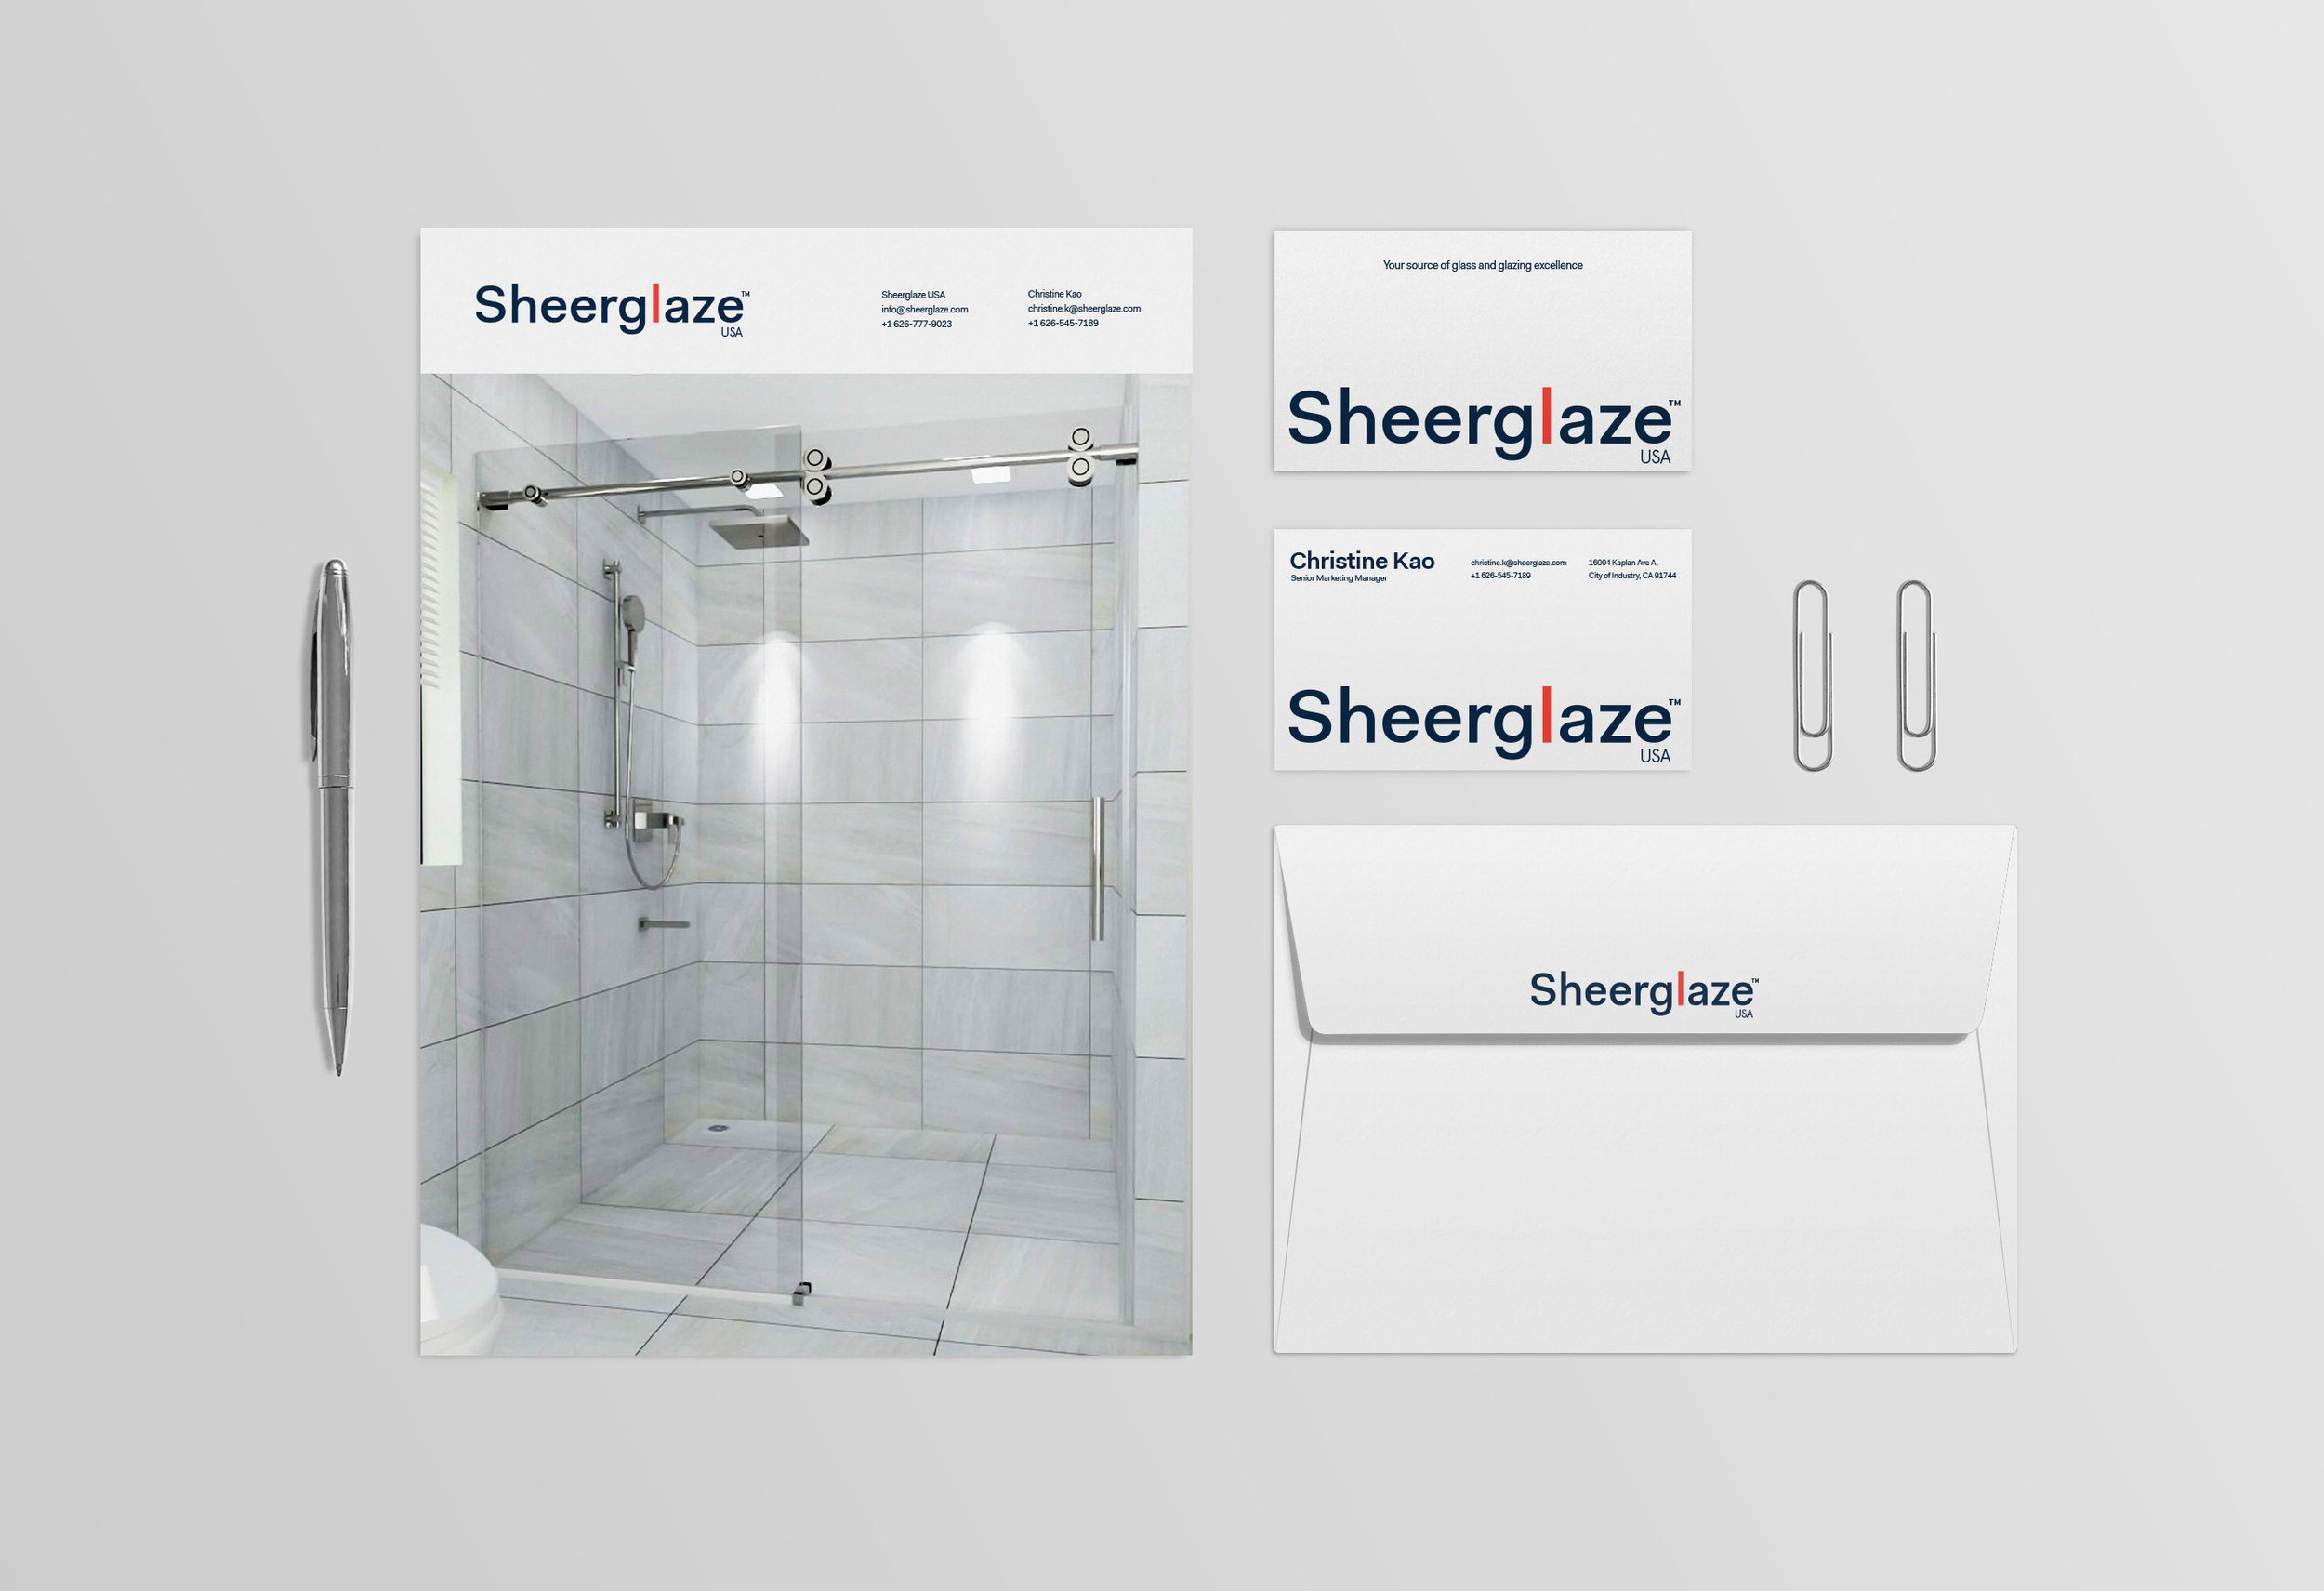 Sheerglaze™
USA
Sheerglaze USA
info@sheerglaze.com
+1 626-777-9023
Christine Kao
christine.k@sheerglaze.com
+1 626-545-7189
Your source of glass and glazing excellence
Sheerglaze™
USA
Christine Kao
Senior Marketing Manager
christine.k@sheerglaze.com
+1 626-545-7189
16004 Kaplan Ave A,
City of Industry, CA 91744
Sheerglaze™
USA
Sheerglaze™
USA